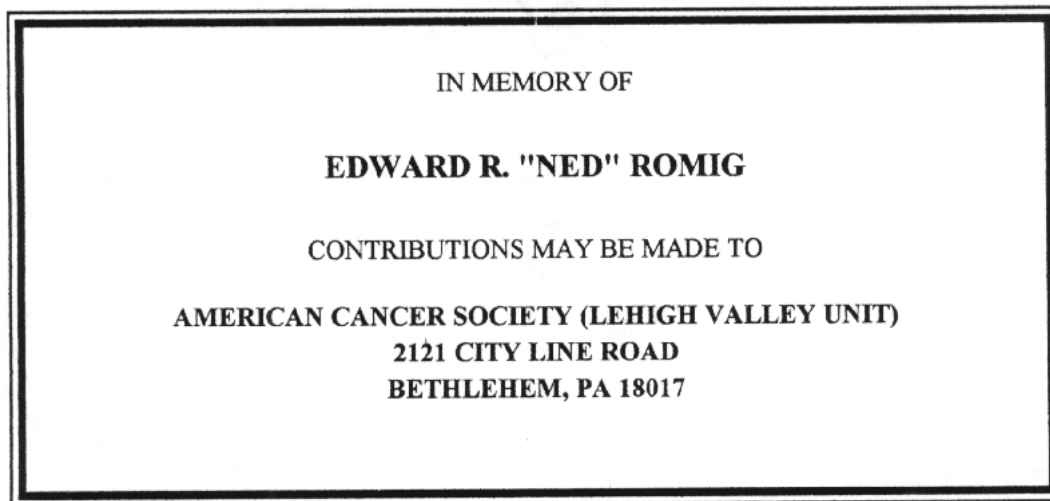 IN MEMORY OF
EDWARD R. "NED" ROMIG
CONTRIBUTIONS MAY BE MADE TO
AMERICAN CANCER SOCIETY (LEHIGH VALLEY UNIT)
2121 CITY LINE ROAD
BETHLEHEM, PA 18017